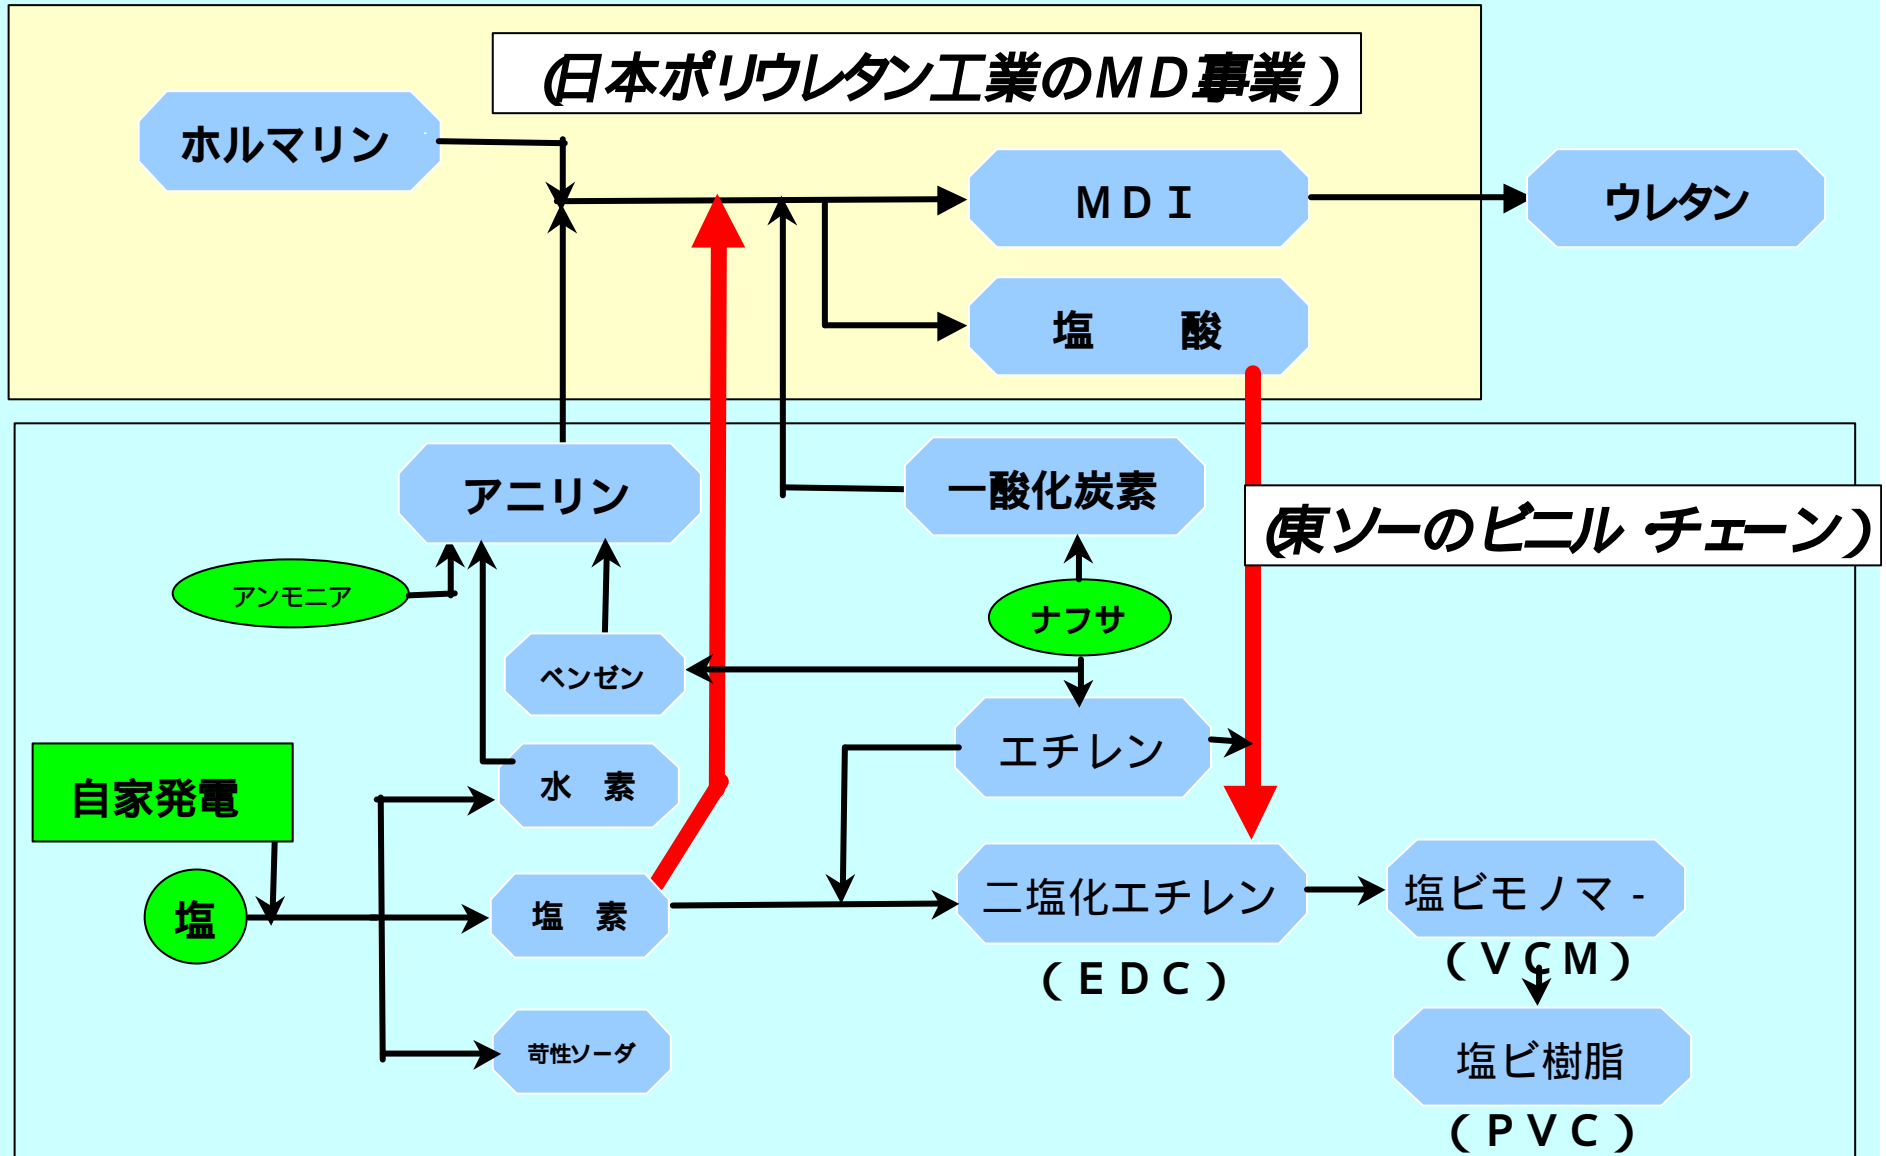 (日本ポリウレタン工業のMDI事業)
ホルマリン
MDI
ウレタン
塩 酸
アニリン
一酸化炭素
(東ソーのビニル・チェーン)
アンモニア
ナフサ
ベンゼン
エチレン
自家発電
水 素
塩
塩 素
二塩化エチレン
(EDC)
塩ビモノマ-
(VCM)
苛性ソーダ
塩ビ樹脂
(PVC)